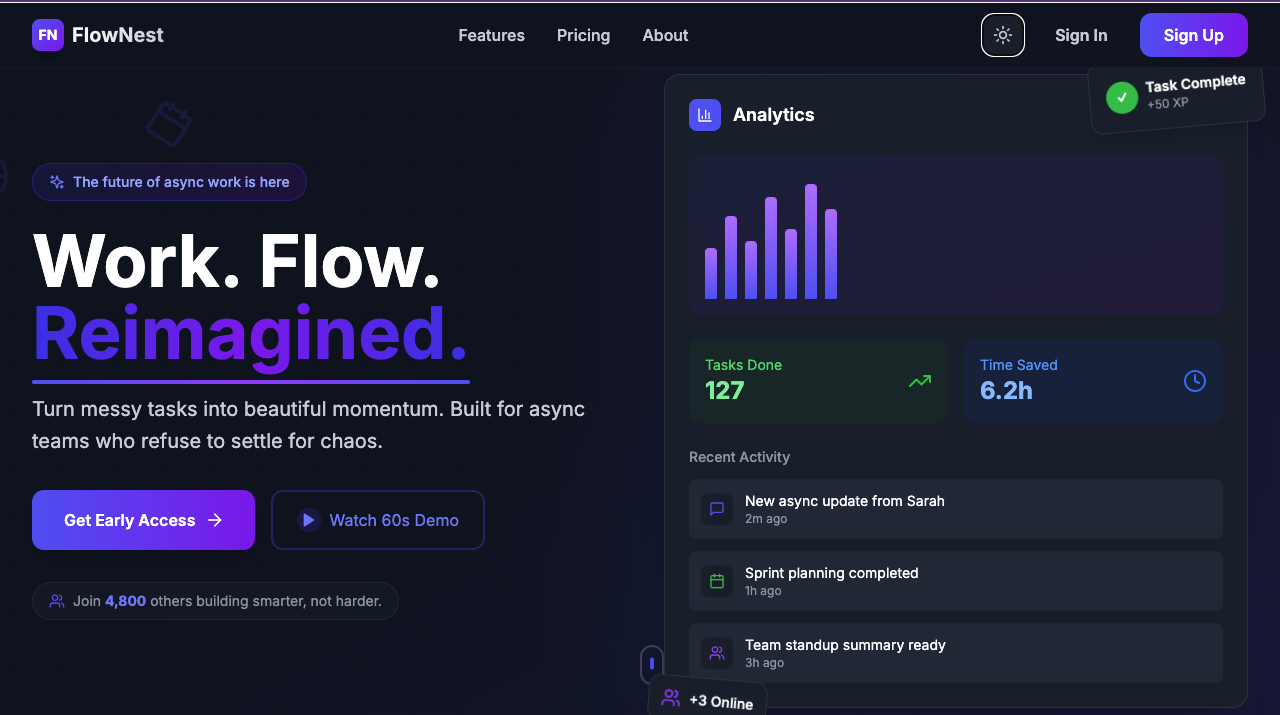 FN FlowNest
Features Pricing About
Sign In
Sign Up
The future of async work is here
Work. Flow.
Reimagined.
Turn messy tasks into beautiful momentum. Built for async
teams who refuse to settle for chaos.
Get Early Access
Watch 60s Demo
Join 4,800 others building smarter, not harder.
Analytics
Task Complete
+50 XP
Tasks Done
127
Time Saved
6.2h
Recent Activity
New async update from Sarah
2m ago
Sprint planning completed
1h ago
Team standup summary ready
3h ago
+3 Online